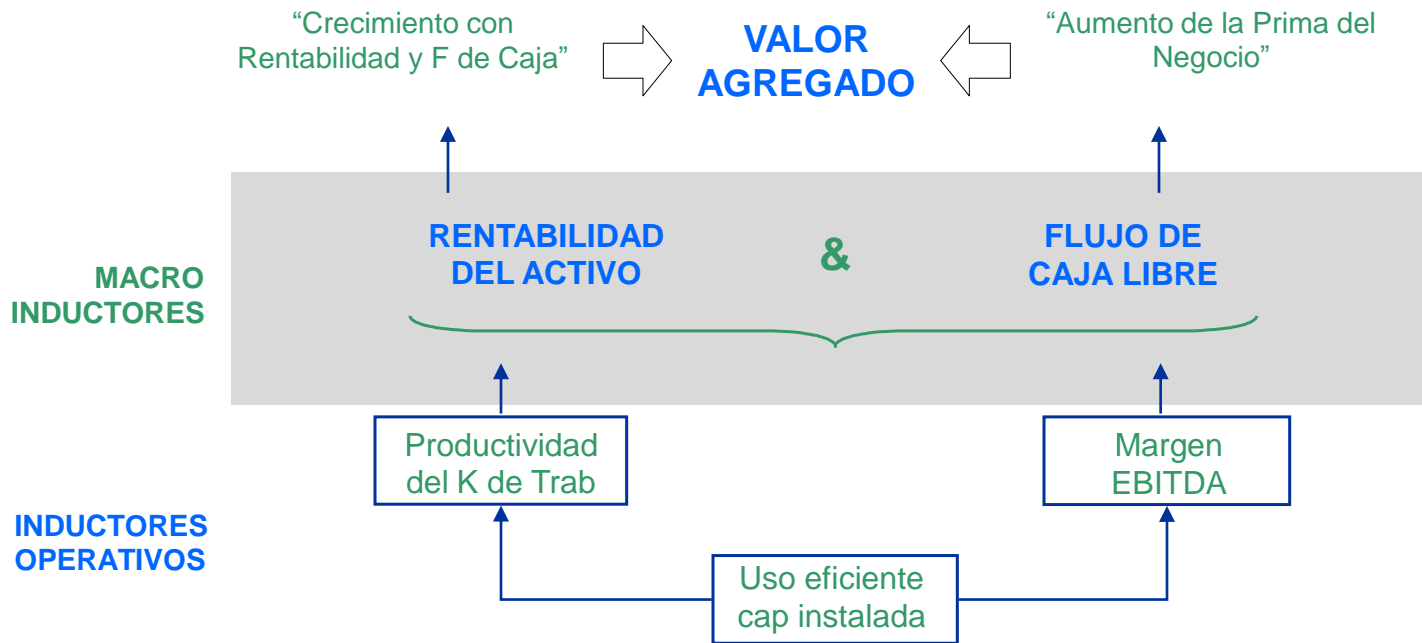 “Crecimiento con
Rentabilidad y F de Caja”
VALOR
AGREGADO
“Aumento de la Prima del
Negocio”
MACRO
INDUCTORES
RENTABILIDAD
DEL ACTIVO
&
FLUJO DE
CAJA LIBRE
Productividad
del K de Trab
Margen
EBITDA
INDUCTORES
OPERATIVOS
Uso eficiente
cap instalada